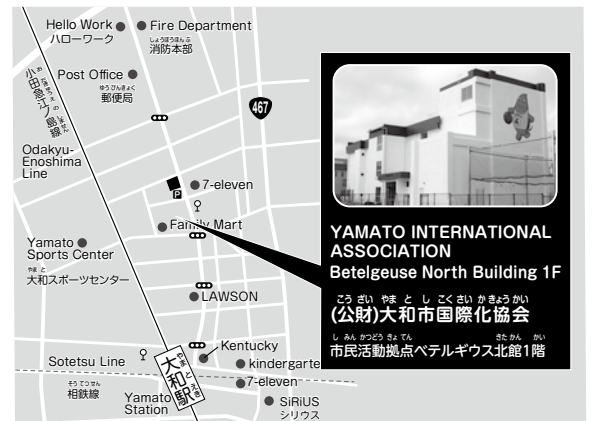 Hello Work
ハローワーク
Fire Department
しょうぼうほんぶ
消防本部
Post Office
ゆうびんきょく
郵便局
お だ きゅう え の しま せん
小田急江ノ島線
467
Odakyu-
Enoshima
Line
7-eleven
P
Family Mart
Yamato
Sports Center
やま と
大和スポーツセンター
LAWSON
Kentucky
Sotetsu Line
そうてつせん
相鉄線
kindergarte
7-eleven
やま と えき
大和駅
Yamato
Station
SiRiUS
シリウス
YAMATO INTERNATIONAL
ASSOCIATION
Betelgeuse North Building 1F
こう ざい やま と し こく さい か きょう かい
(公財)大和市国際化協会
し みん かつどう きょ てん きた かん かい
市民活動拠点ベテルギウス北館1階